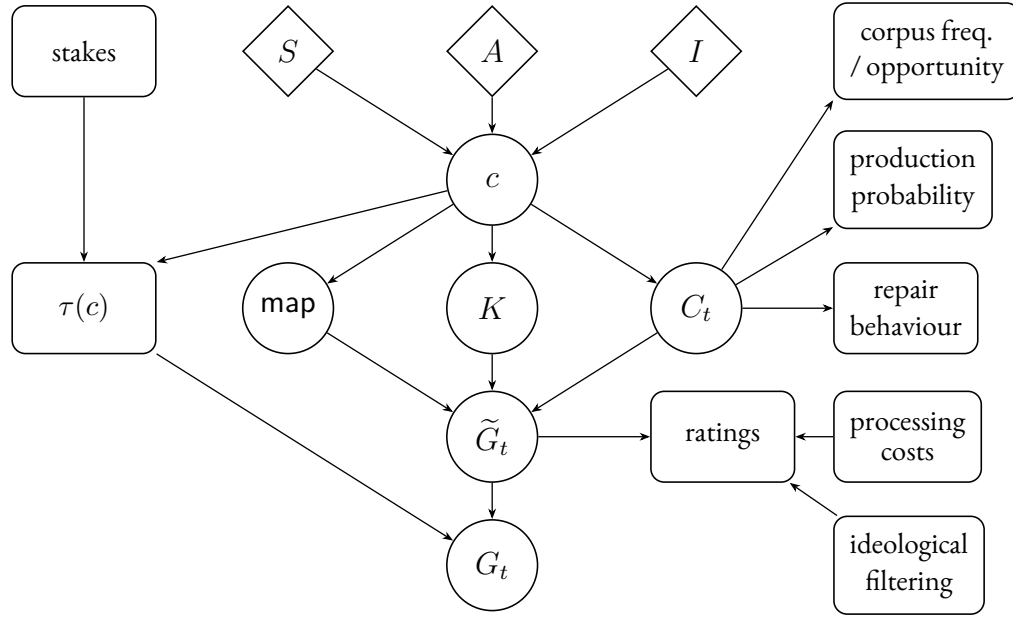 stakes
S
A
I
corpus freq.
/ opportunity
c
production
probability
τ(c)
map
K
C_t
repair
behaviour
G̃_t
ratings
processing
costs
G_t
ideological
filtering